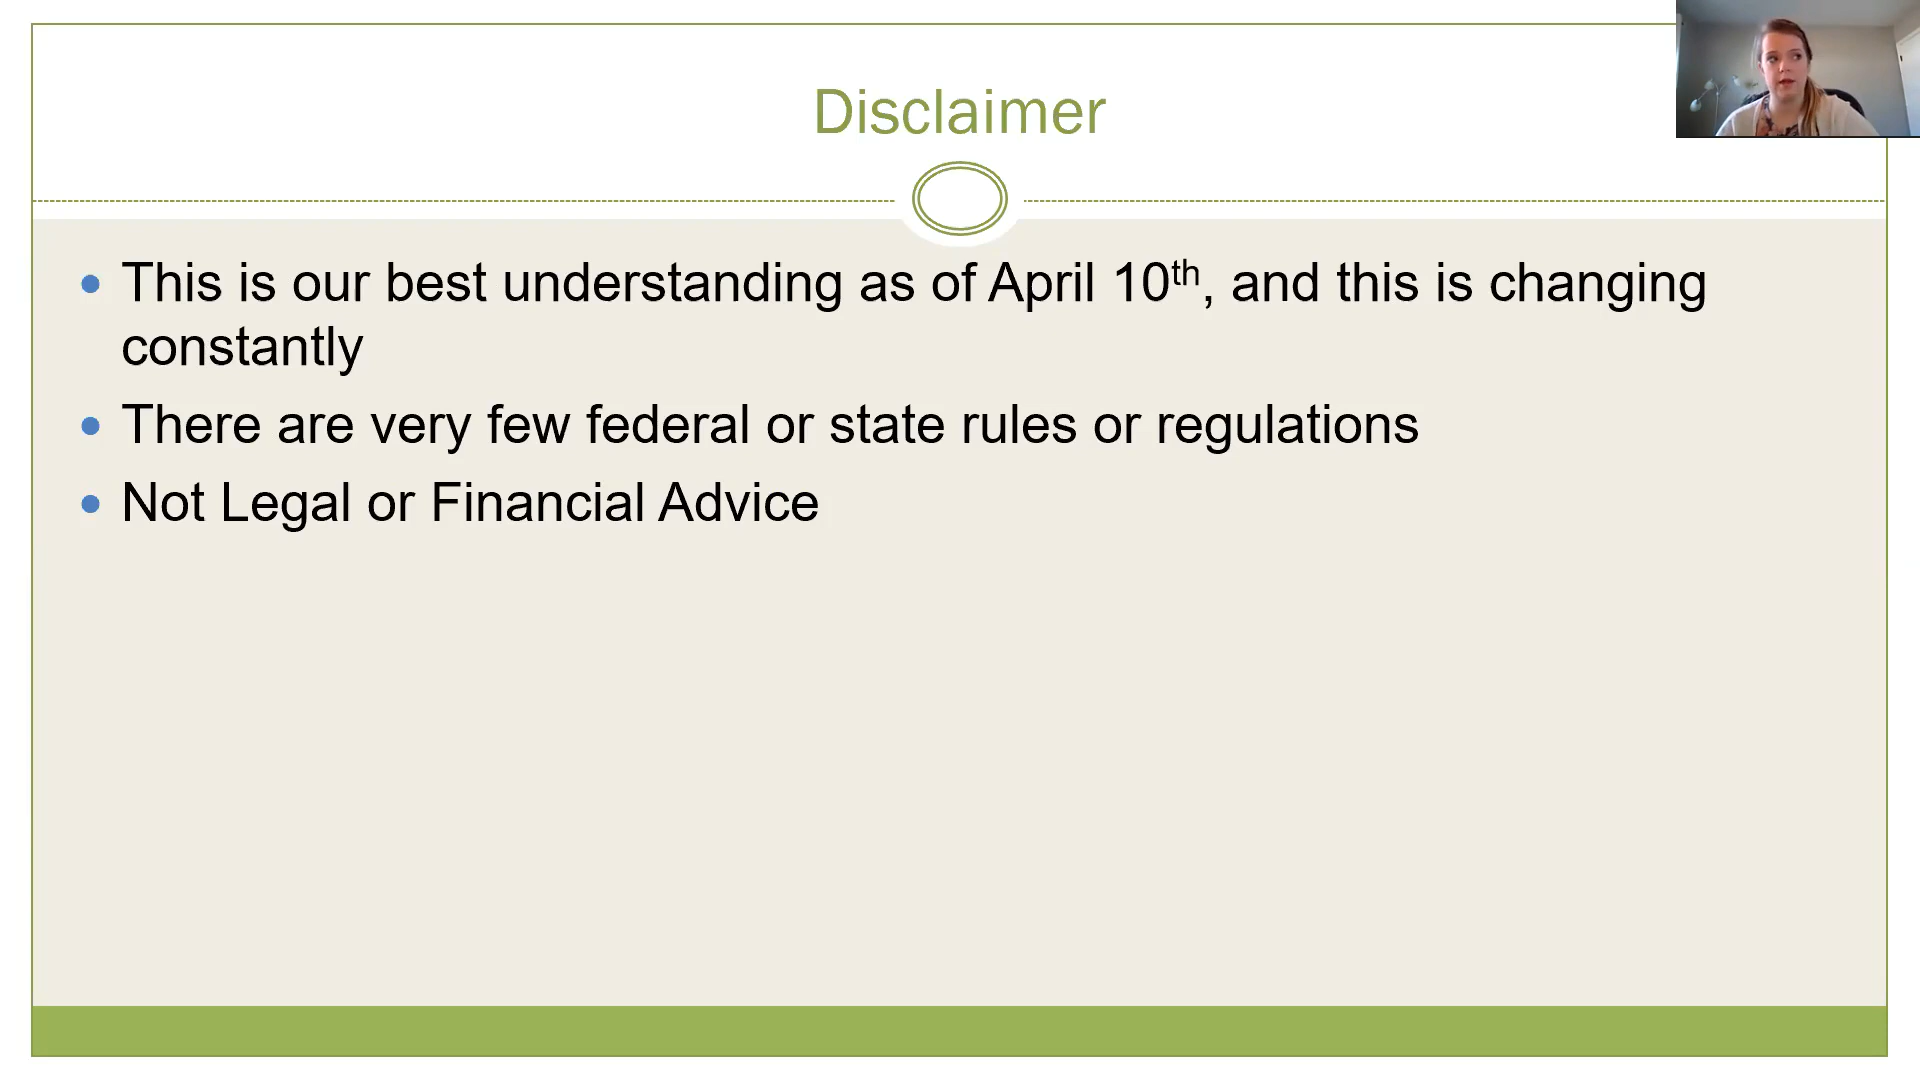 Disclaimer
This is our best understanding as of April 10th, and this is changing
constantly
There are very few federal or state rules or regulations
Not Legal or Financial Advice